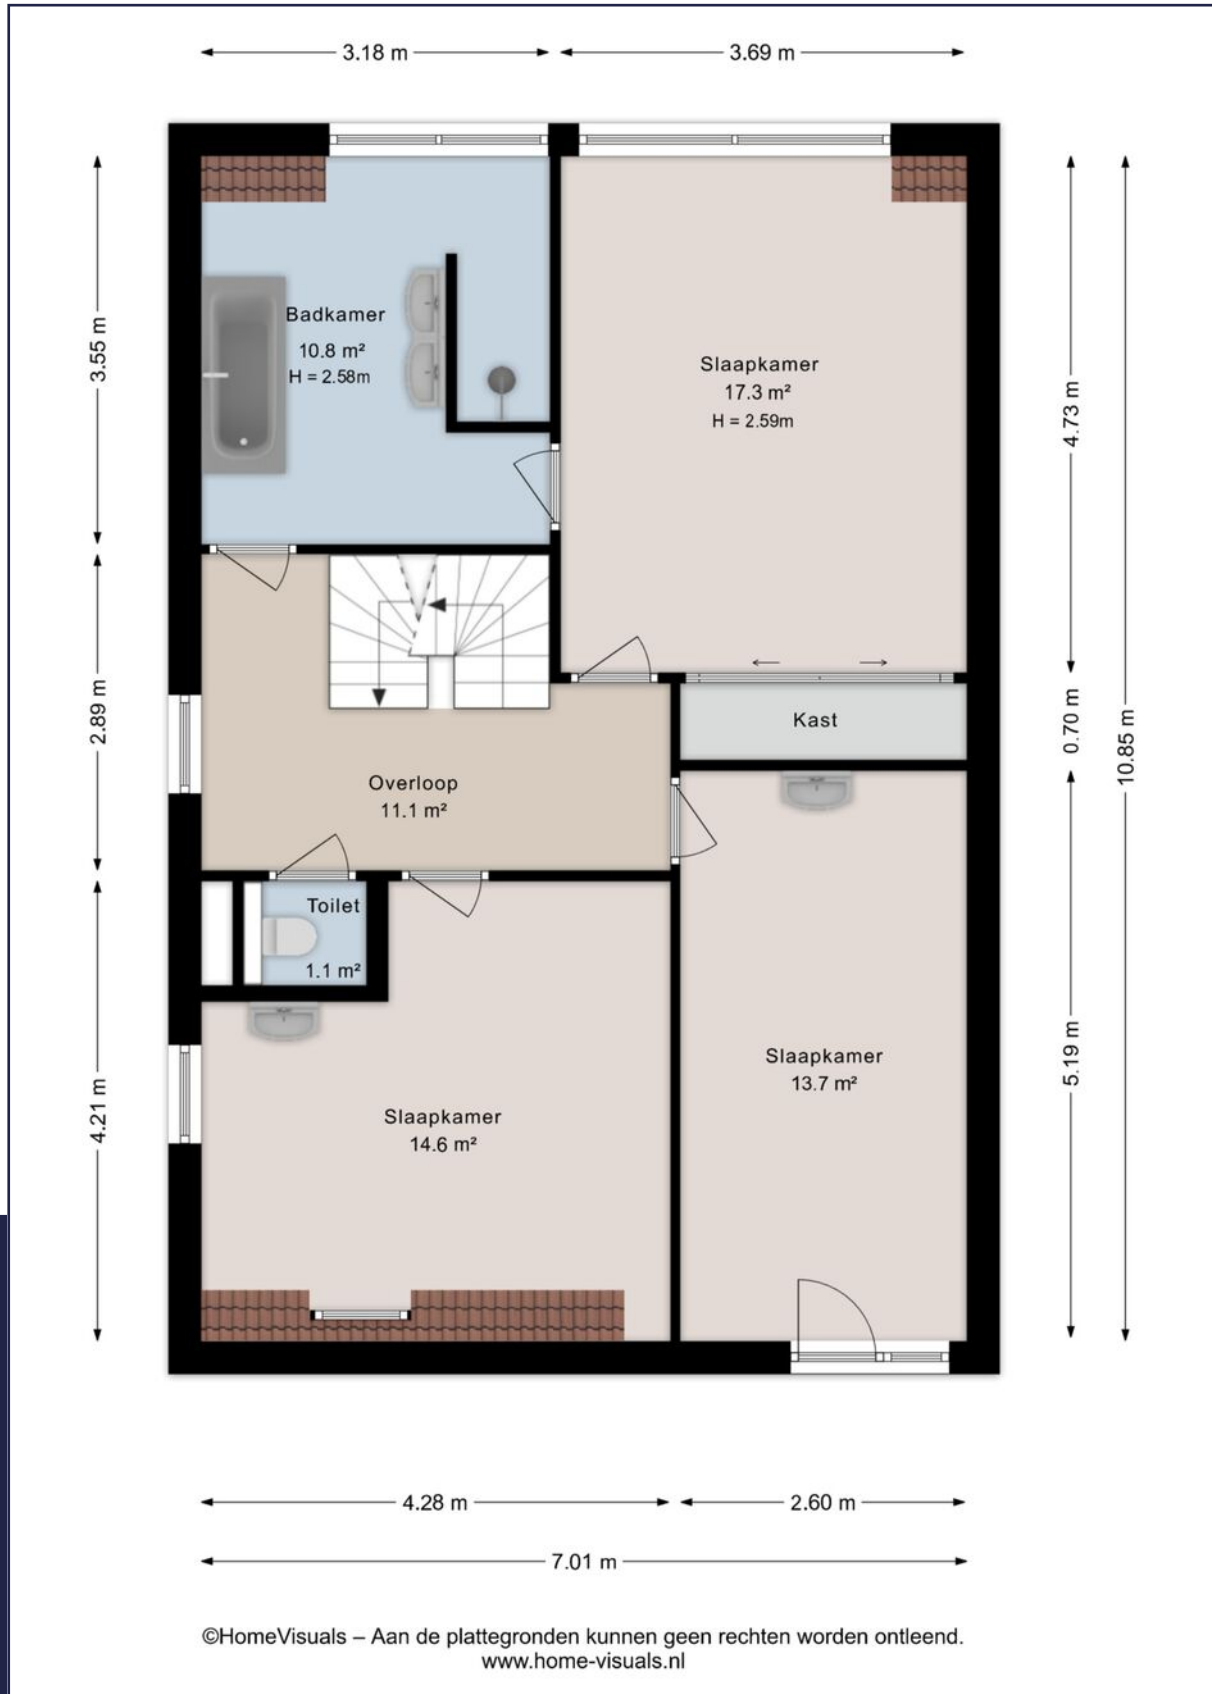 3.18 m
3.69 m
3.55 m
2.89 m
4.21 m
4.73 m
0.70 m
5.19 m
10.85 m
Badkamer
10.8 m²
H = 2.58m
Slaapkamer
17.3 m²
H = 2.59m
Kast
Overloop
11.1 m²
Toilet
1.1 m²
Slaapkamer
14.6 m²
Slaapkamer
13.7 m²
4.28 m
2.60 m
7.01 m
©HomeVisuals – Aan de plattegronden kunnen geen rechten worden ontleend.
www.home-visuals.nl